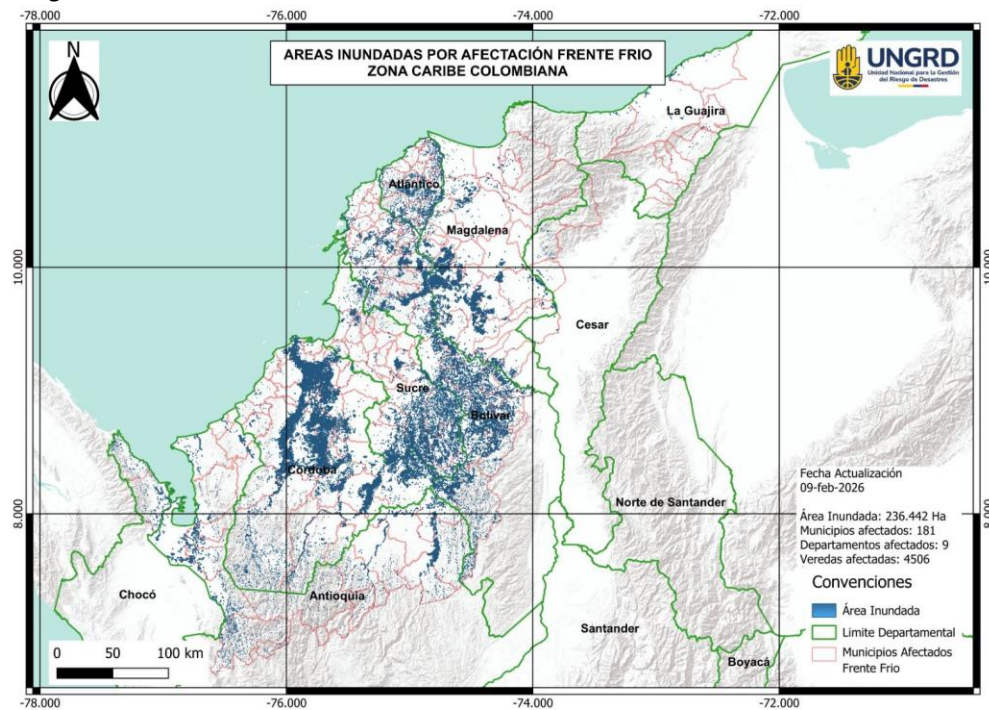 -78.000
-76.000
-74.000
-72.000
N
AREAS INUNDADAS POR AFECTACIÓN FRENTE FRIO
ZONA CARIBE COLOMBIANA
UNGRD
Unidad Nacional para la Gestión
del Riesgo de Desastres
La Guajira
Atlántico
Magdalena
10.000
10.000
Cesar
Sucre
Bolívar
Córdoba
Fecha Actualización
09-feb-2026
Norte de Santander
8.000
8.000
Área Inundada: 236.442 Ha
Municipios afectados: 181
Departamentos afectados: 9
Veredas afectadas: 4506
Convenciones
Chocó
Antioquia
Área Inundada
Santander
Limite Departamental
Boyacá
Municipios Afectados
Frente Frio
0 50 100 km
-78.000
-76.000
-74.000
-72.000